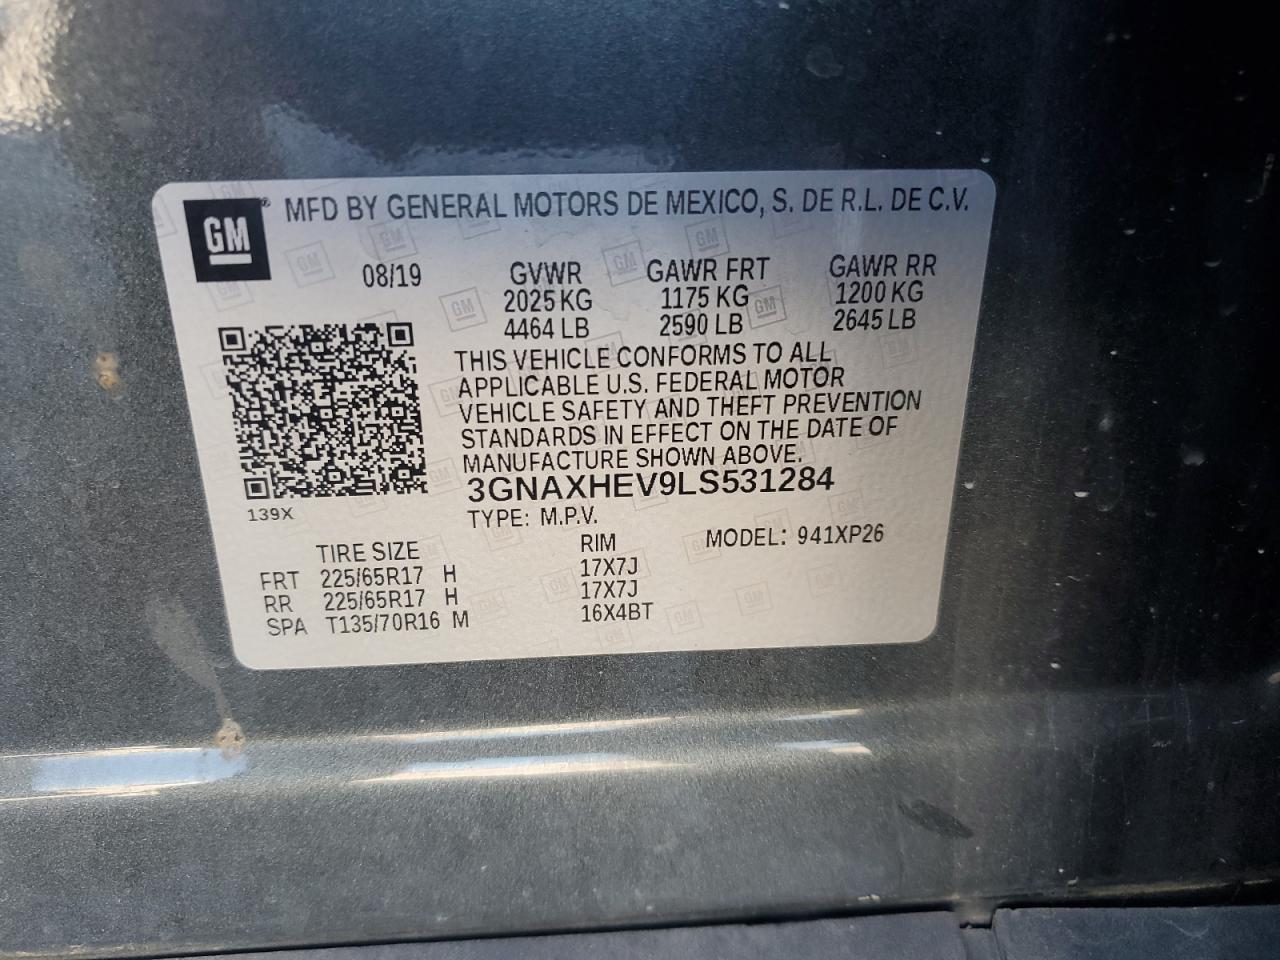 GM
MFD BY GENERAL MOTORS DE MEXICO, S. DE R.L. DE C.V.
08/19 GVWR GAWR FRT GAWR RR
2025 KG 1175 KG 1200 KG
4464 LB 2590 LB 2645 LB
THIS VEHICLE CONFORMS TO ALL
APPLICABLE U.S. FEDERAL MOTOR
VEHICLE SAFETY AND THEFT PREVENTION
STANDARDS IN EFFECT ON THE DATE OF
MANUFACTURE SHOWN ABOVE.
3GNAXHEV9LS531284
139X
TYPE: M.P.V. MODEL: 941XP26
TIRE SIZE RIM
FRT 225/65R17 H 17X7J
RR 225/65R17 H 17X7J
SPA T135/70R16 M 16X4BT